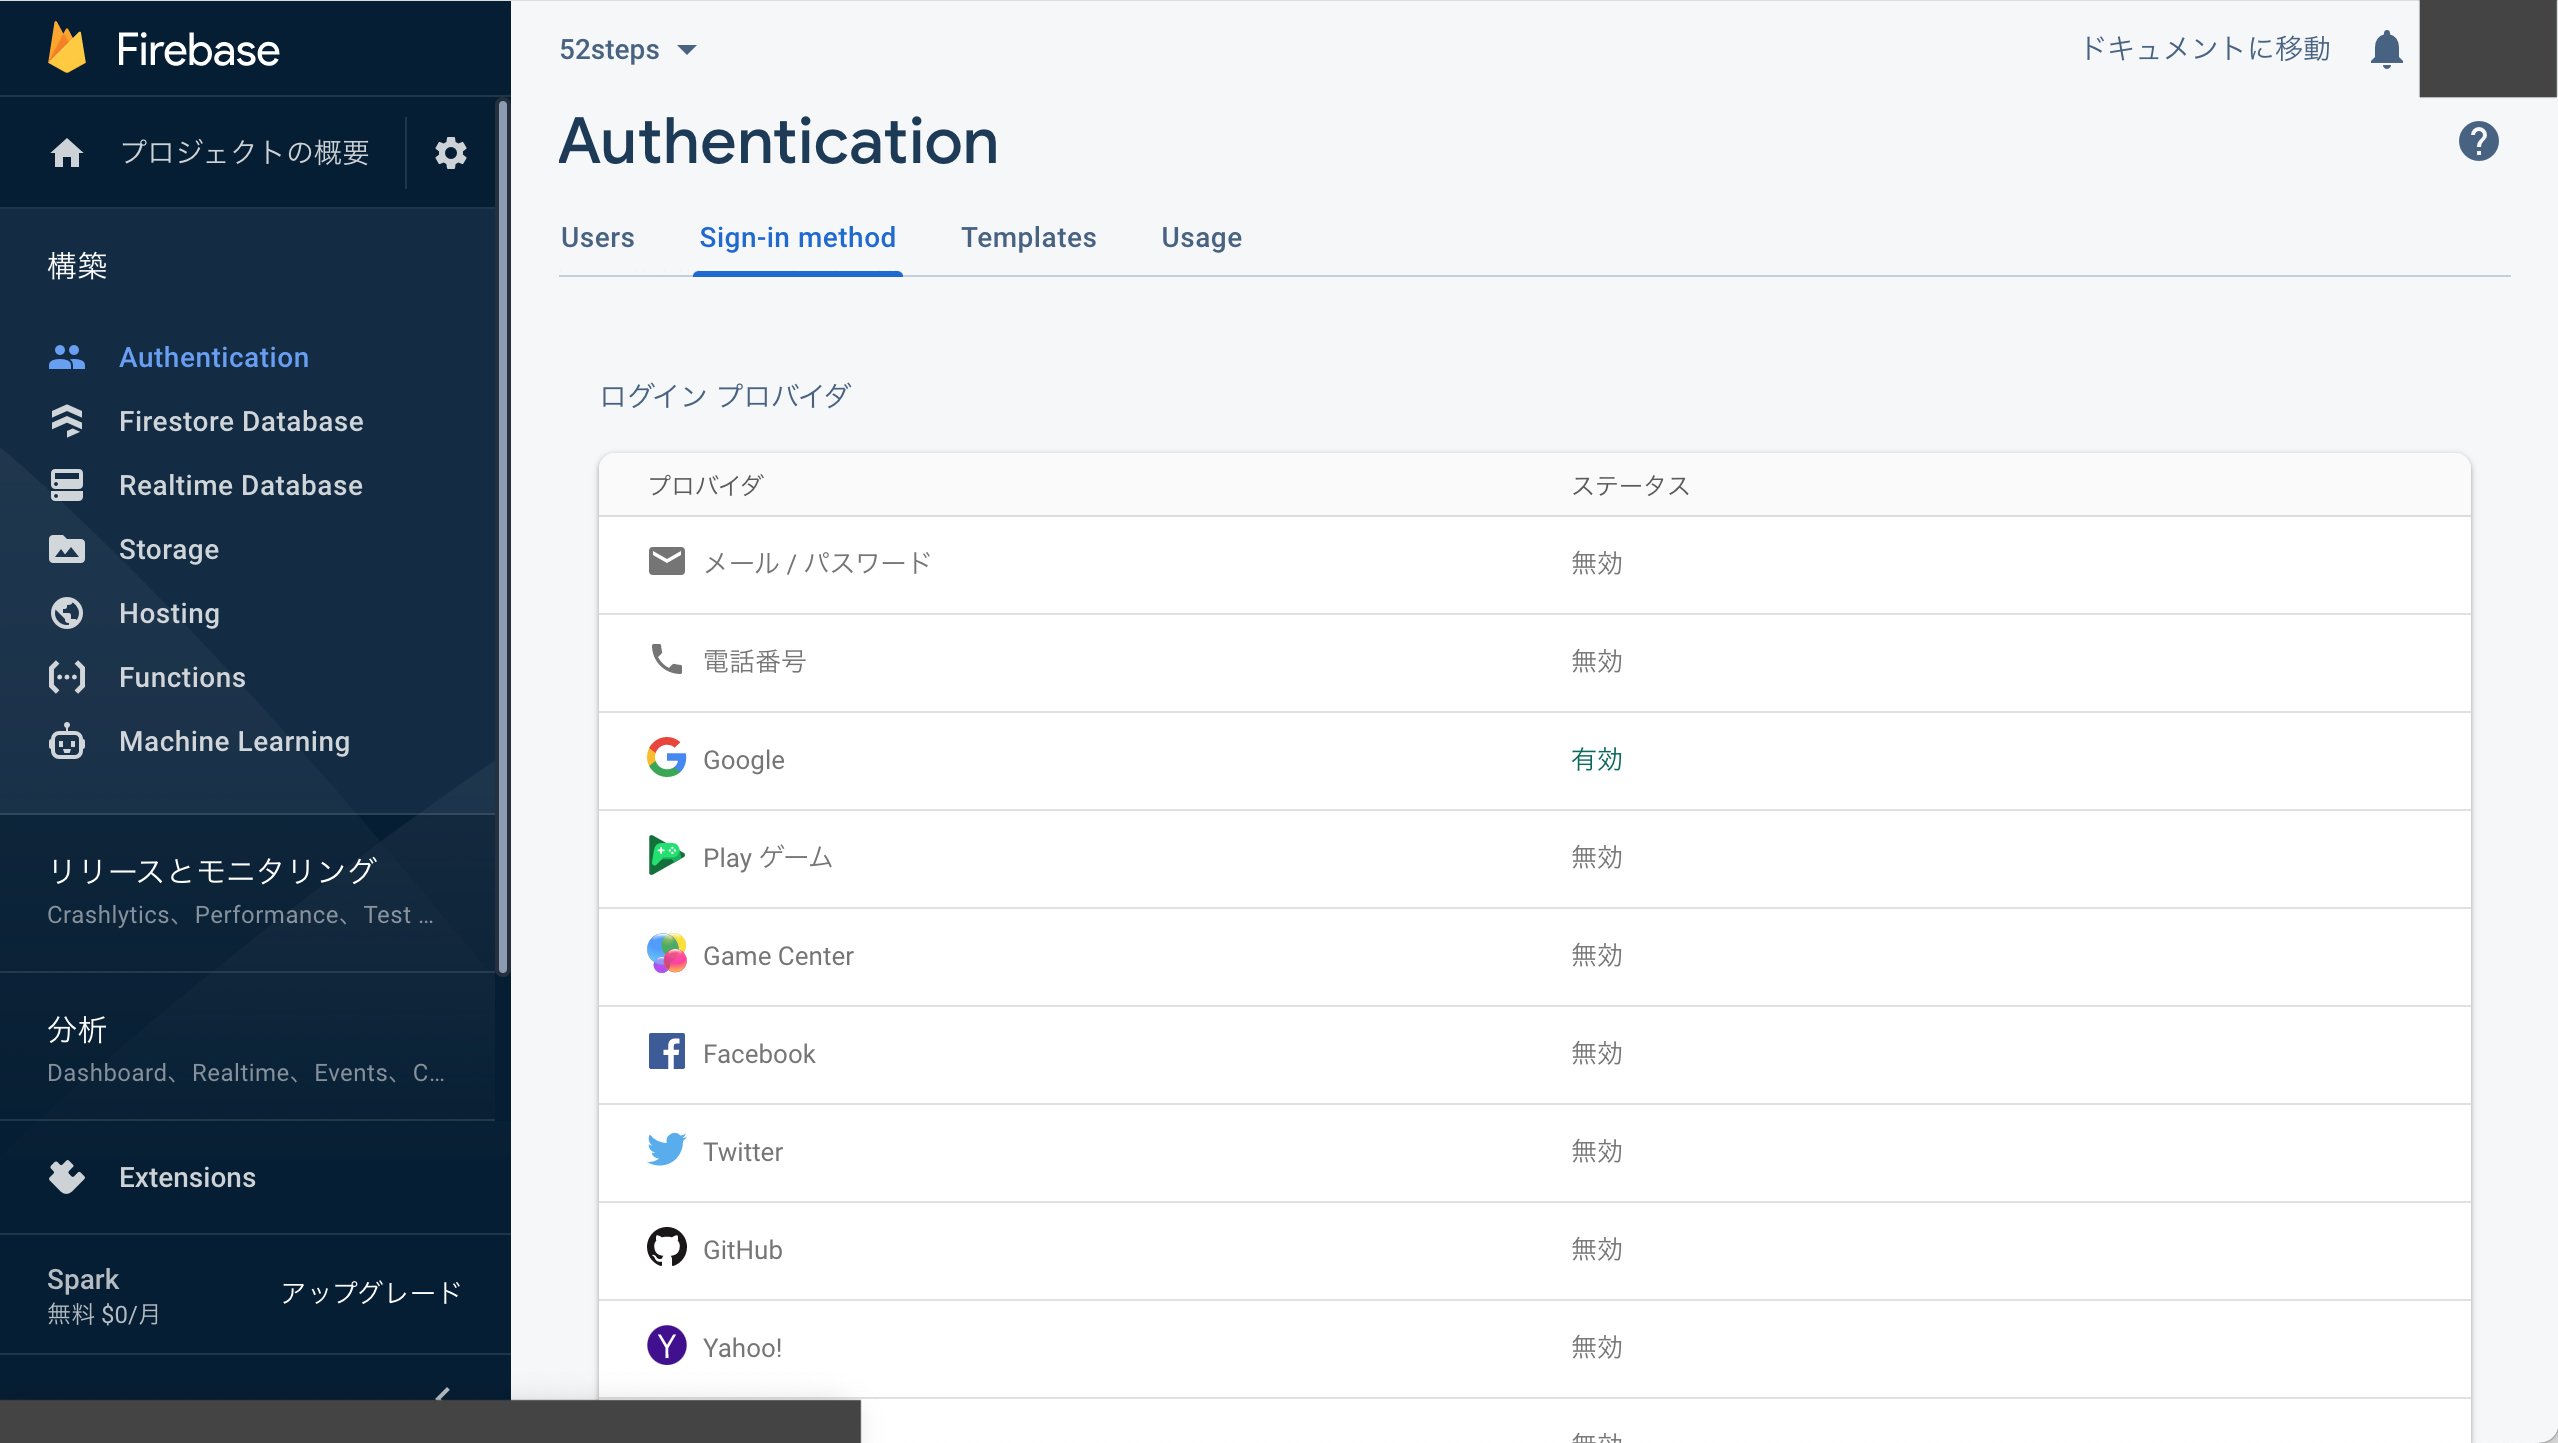 Firebase
プロジェクトの概要
構築
Authentication
Firestore Database
Realtime Database
Storage
Hosting
Functions
Machine Learning
リリースとモニタリング
Crashlytics、Performance、Test ...
分析
Dashboard、Realtime、Events、C...
Extensions
Spark
無料 $0/月
アップグレード
52steps
ドキュメントに移動
Authentication
Users Sign-in method Templates Usage
ログイン プロバイダ
プロバイダ ステータス
メール / パスワード 無効
電話番号 無効
Google 有効
Play ゲーム 無効
Game Center 無効
Facebook 無効
Twitter 無効
GitHub 無効
Yahoo! 無効